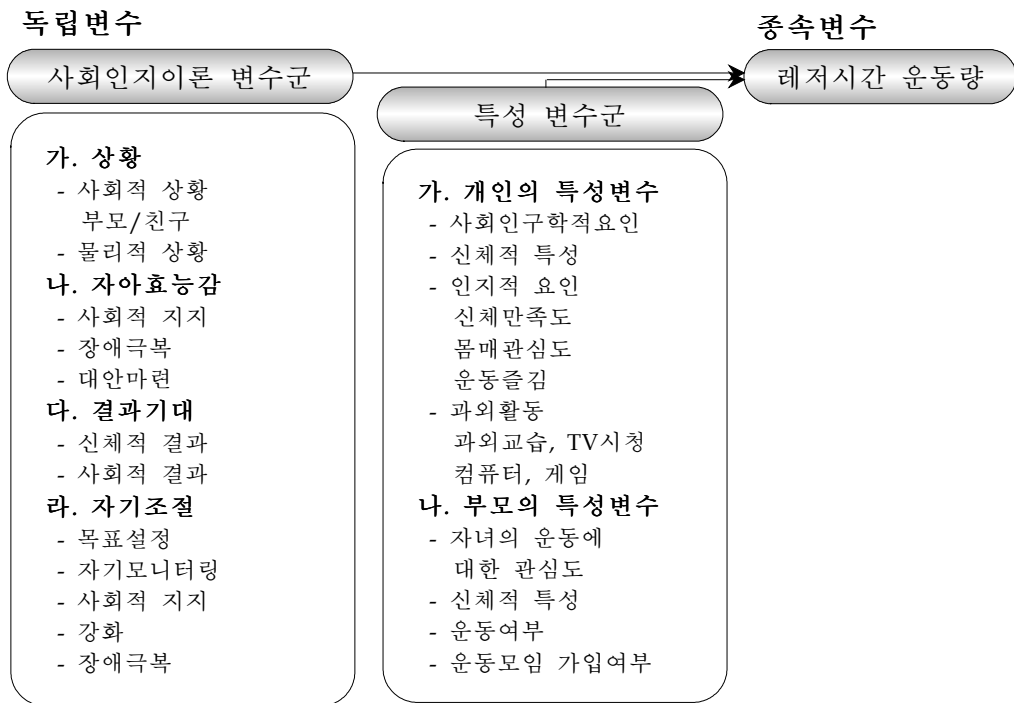 독립변수
종속변수
사회인지이론 변수군
레저시간 운동량
특성 변수군
가. 상황
- 사회적 상황
부모/친구
- 물리적 상황
나. 자아효능감
- 사회적 지지
- 장애극복
- 대안마련
다. 결과기대
- 신체적 결과
- 사회적 결과
라. 자기조절
- 목표설정
- 자기모니터링
- 사회적 지지
- 강화
- 장애극복
가. 개인의 특성변수
- 사회인구학적요인
- 신체적 특성
- 인지적 요인
신체만족도
몸매관심도
운동즐김
- 과외활동
과외교습, TV시청
컴퓨터, 게임
나. 부모의 특성변수
- 자녀의 운동에
대한 관심도
- 신체적 특성
- 운동여부
- 운동모임 가입여부